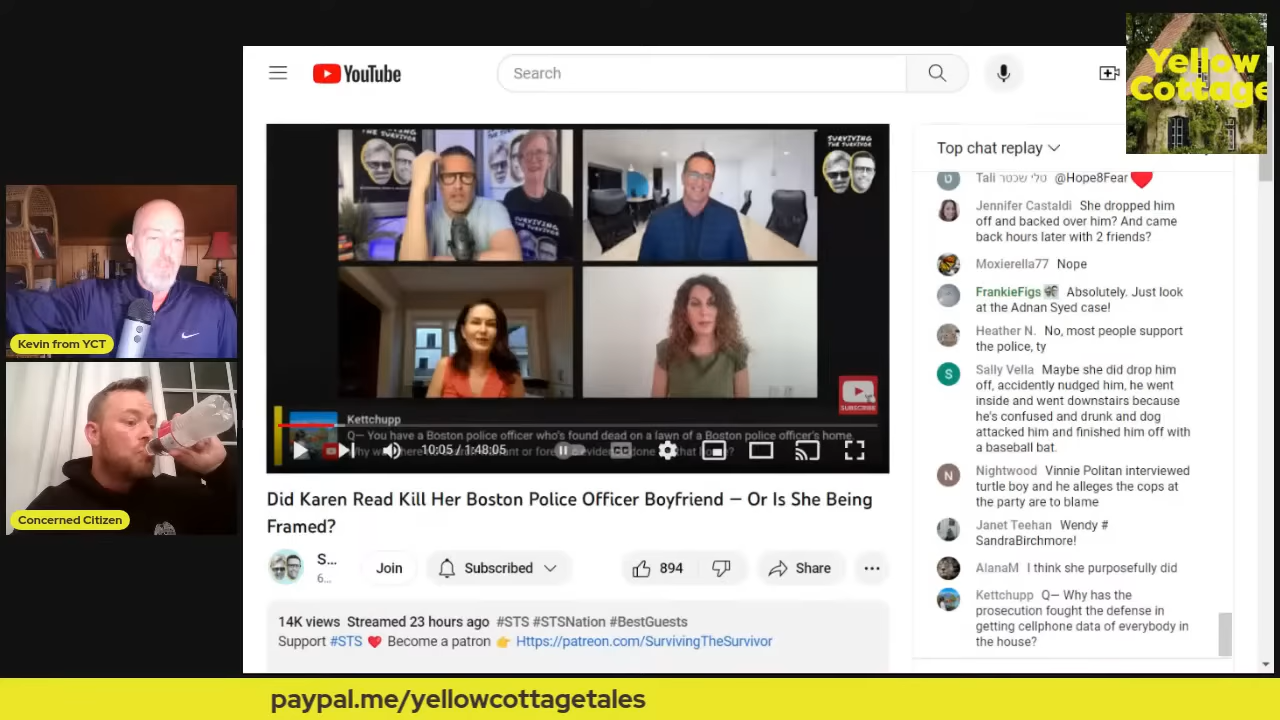 YouTube
Search
Yellow
Cottage
SURVIVING
THE SURVIVOR
SURVIVING
THE SURVIVOR
SUBSCRIBE
Kettchupp
Q— You have a Boston police officer who's found dead on a lawn of a Boston police officer's home.
10:05 / 1:48:05
Kevin from YCT
Concerned Citizen
Did Karen Read Kill Her Boston Police Officer Boyfriend — Or Is She Being
Framed?
S...
6...
Join
Subscribed
894
Share
14K views Streamed 23 hours ago #STS #STSNation #BestGuests
Support #STS ❤️ Become a patron 👉 Https://patreon.com/SurvivingTheSurvivor
Top chat replay
Tali טלי שכטר @Hope8Fear ❤️
Jennifer Castaldi She dropped him
off and backed over him? And came
back hours later with 2 friends?
Moxierella77 Nope
FrankieFigs Absolutely. Just look
at the Adnan Syed case!
Heather N. No, most people support
the police, ty
S
Sally Vella Maybe she did drop him
off, accidently nudged him, he went
inside and went downstairs because
he's confused and drunk and dog
attacked him and finished him off with
a baseball bat.
N
Nightwood Vinnie Politan interviewed
turtle boy and he alleges the cops at
the party are to blame
Janet Teehan Wendy #
SandraBirchmore!
AlanaM I think she purposefully did
Kettchupp Q— Why has the
prosecution fought the defense in
getting cellphone data of everybody in
the house?
paypal.me/yellowcottagetales